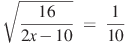 √(16/(2x − 10)) = 1/10